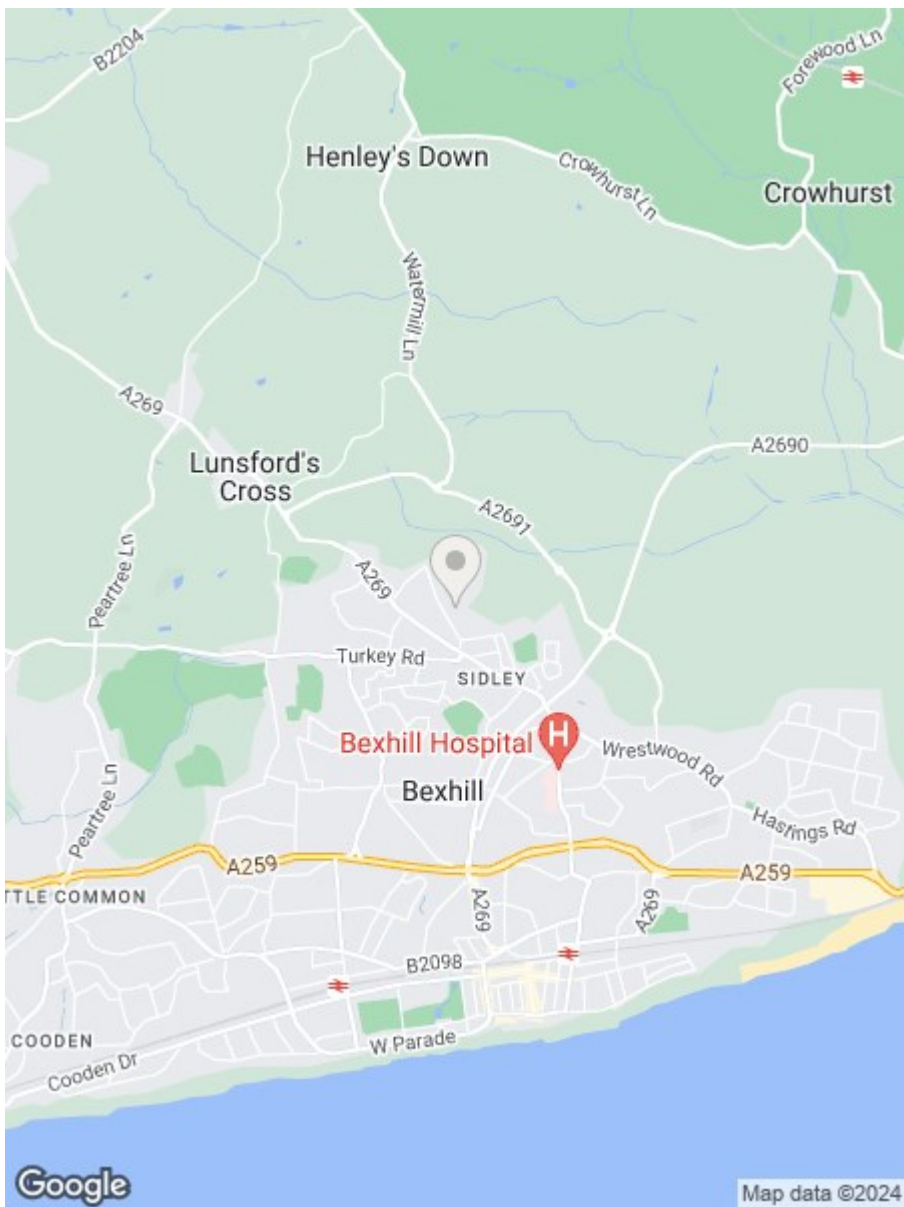 B2204
Forewood Ln
Henley's Down
Crowhurst Ln
Crowhurst
Watermill Ln
A269
A2690
Lunsford's
Cross
A2691
Peartree Ln
A269
Turkey Rd
SIDLEY
Bexhill Hospital
H
Wrestwood Rd
Bexhill
Peartree Ln
Hastings Rd
A259
A259
TTLE COMMON
A269
A269
B2098
COODEN
W Parade
Cooden Dr
Google
Map data ©2024